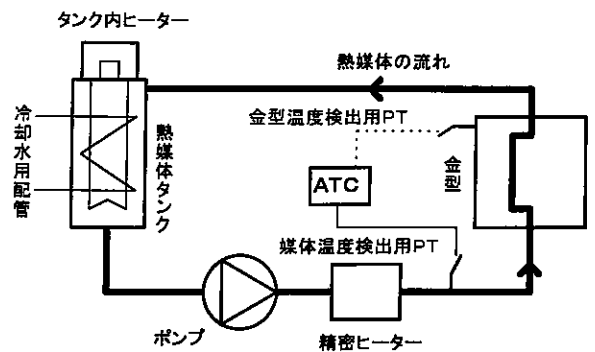 タンク内ヒーター
熱媒体の流れ
金型温度検出用PT
冷却水用配管
熱媒体タンク
金型
ATC
媒体温度検出用PT
ポンプ
精密ヒーター